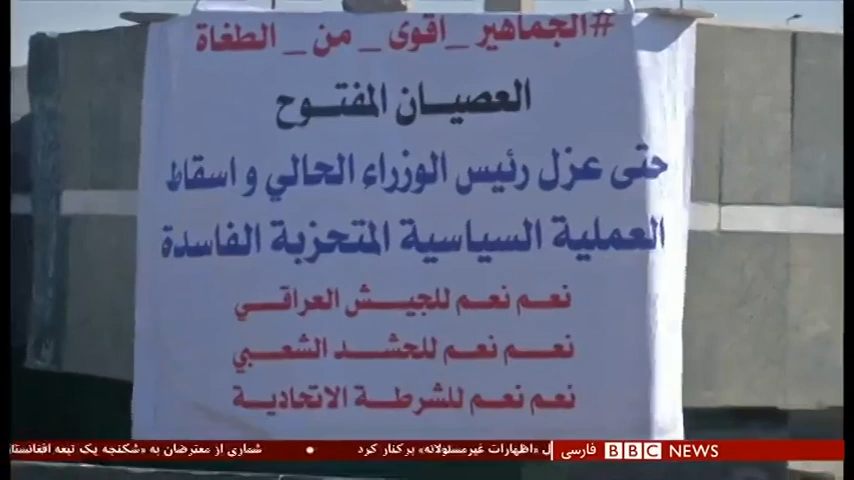 #الجماهير_اقوى_من_الطغاة
العصيان المفتوح
حتى عزل رئيس الوزراء الحالي و اسقاط
العملية السياسية المتحزبة الفاسدة
نعم نعم للجيش العراقي
نعم نعم للحشد الشعبي
نعم نعم للشرطة الاتحادية
BBC NEWS فارسی ل «اظهارات غیرمسئولانه» برکنار کرد • شماری از معترضان به «شکنجه یک تبعه افغانستا